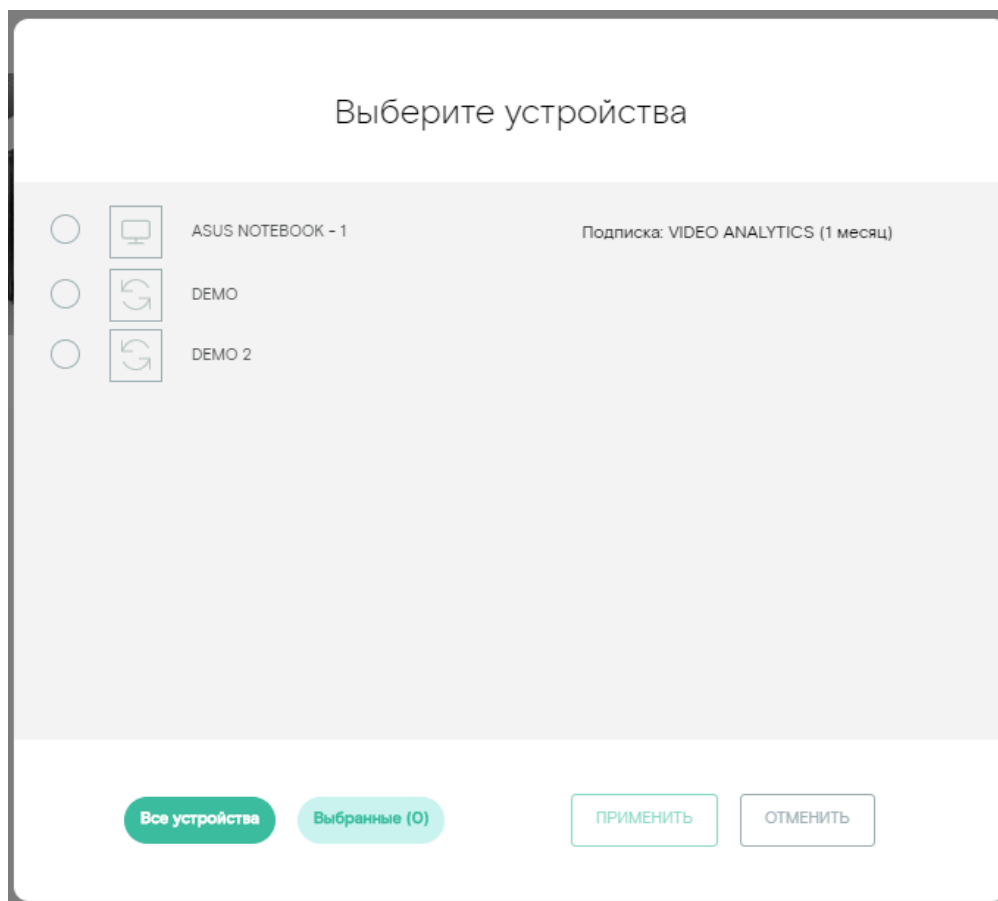 Выберите устройства
ASUS NOTEBOOK - 1 Подписка: VIDEO ANALYTICS (1 месяц)
DEMO
DEMO 2
Все устройства Выбранные (0) ПРИМЕНИТЬ ОТМЕНИТЬ